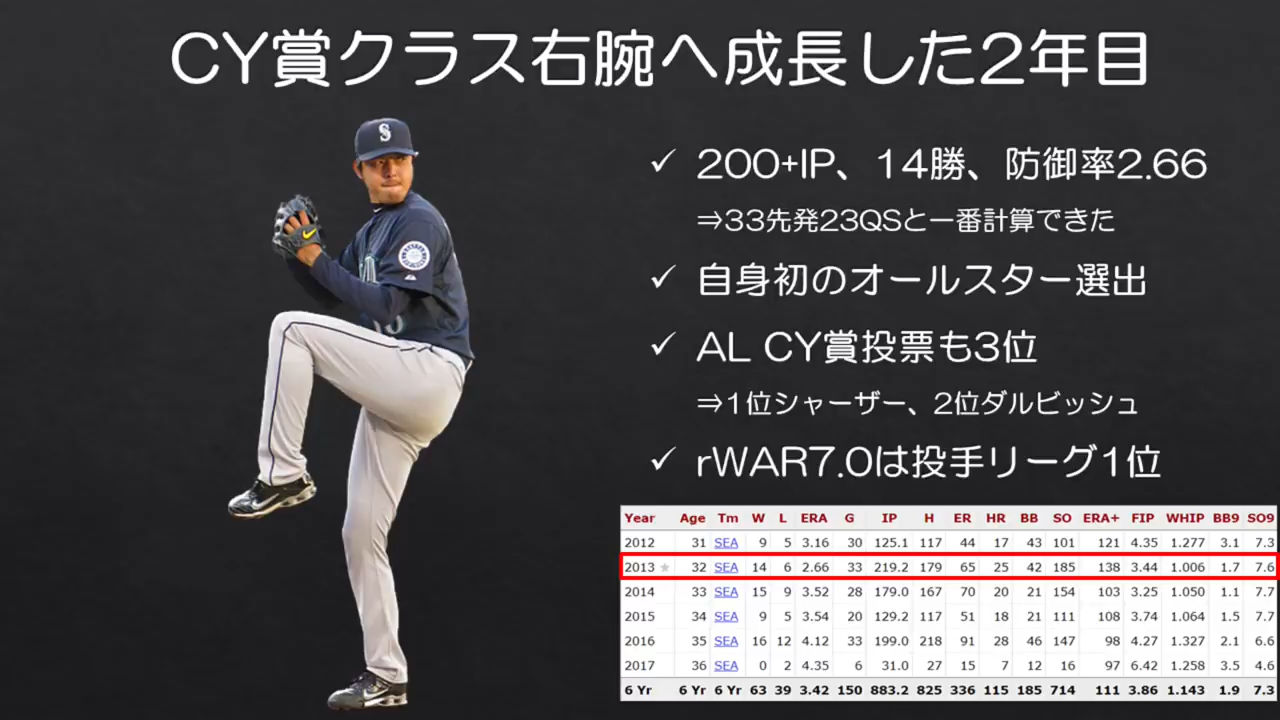 CY賞クラス右腕へ成長した2年目
✓ 200+IP、14勝、防御率2.66
⇒33先発23QSと一番計算できた
✓ 自身初のオールスター選出
✓ AL CY賞投票も3位
⇒1位シャーザー、2位ダルビッシュ
✓ rWAR7.0は投手リーグ1位
Year Age Tm W L ERA G IP H ER HR BB SO ERA+ FIP WHIP BB9 SO9
2012 31 SEA 9 5 3.16 30 125.1 117 44 17 43 101 121 4.35 1.277 3.1 7.3
2013 ★ 32 SEA 14 6 2.66 33 219.2 179 65 25 42 185 138 3.44 1.006 1.7 7.6
2014 33 SEA 15 9 3.52 28 179.0 167 70 20 21 154 103 3.25 1.050 1.1 7.7
2015 34 SEA 9 5 3.54 20 129.2 117 51 18 21 111 108 3.74 1.064 1.5 7.7
2016 35 SEA 16 12 4.12 33 199.0 218 91 28 46 147 98 4.27 1.327 2.1 6.6
2017 36 SEA 0 2 4.35 6 31.0 27 15 7 12 16 97 6.42 1.258 3.5 4.6
6 Yr 6 Yr 6 Yr 63 39 3.42 150 883.2 825 336 115 185 714 111 3.86 1.143 1.9 7.3
S